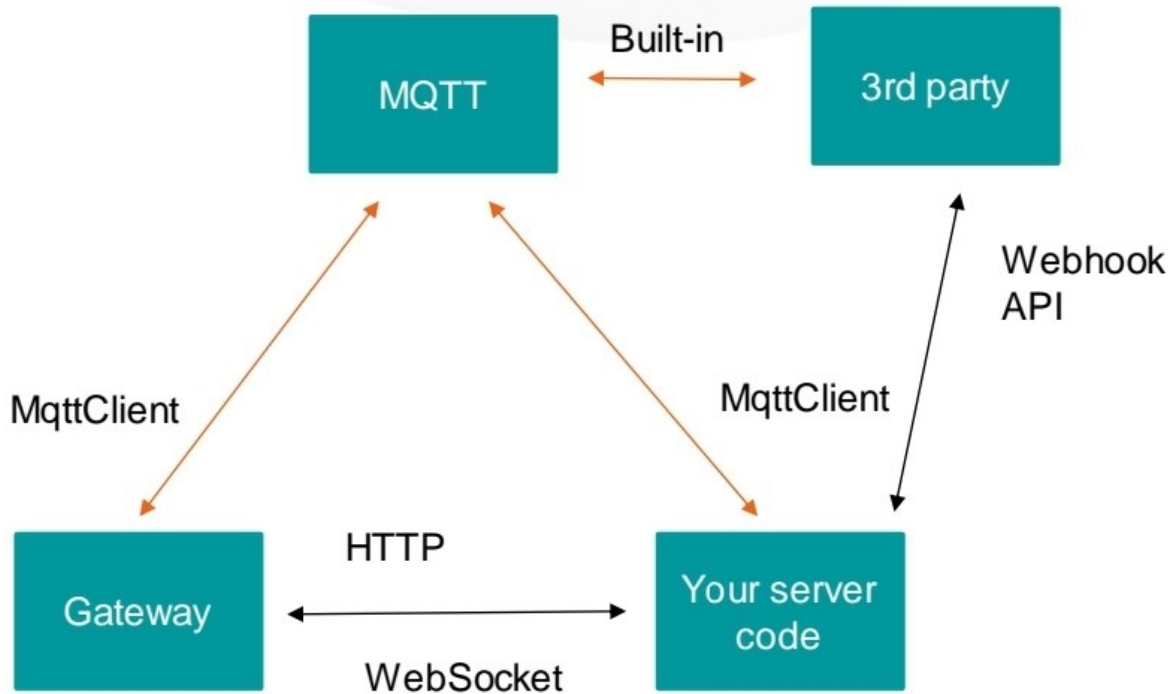 Built-in
MQTT
3rd party
Webhook
API
MqttClient
MqttClient
HTTP
Gateway
Your server
code
WebSocket